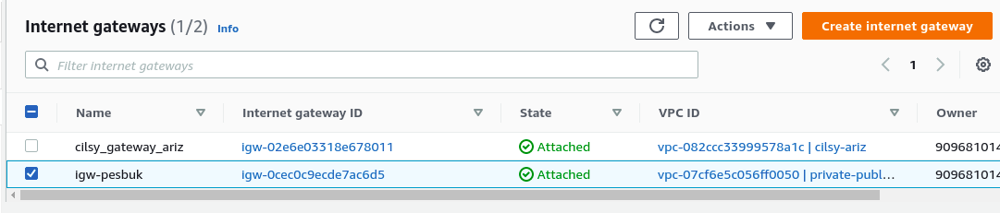 Internet gateways (1/2) Info
Actions ▼ Create internet gateway
Filter internet gateways
1
Name Internet gateway ID State VPC ID Owner
cilsy_gateway_ariz igw-02e6e03318e678011 Attached vpc-082ccc33999578a1c | cilsy-ariz 909681014
igw-pesbuk igw-0cec0c9ecde7ac6d5 Attached vpc-07cf6e5c056ff0050 | private-publ... 909681014